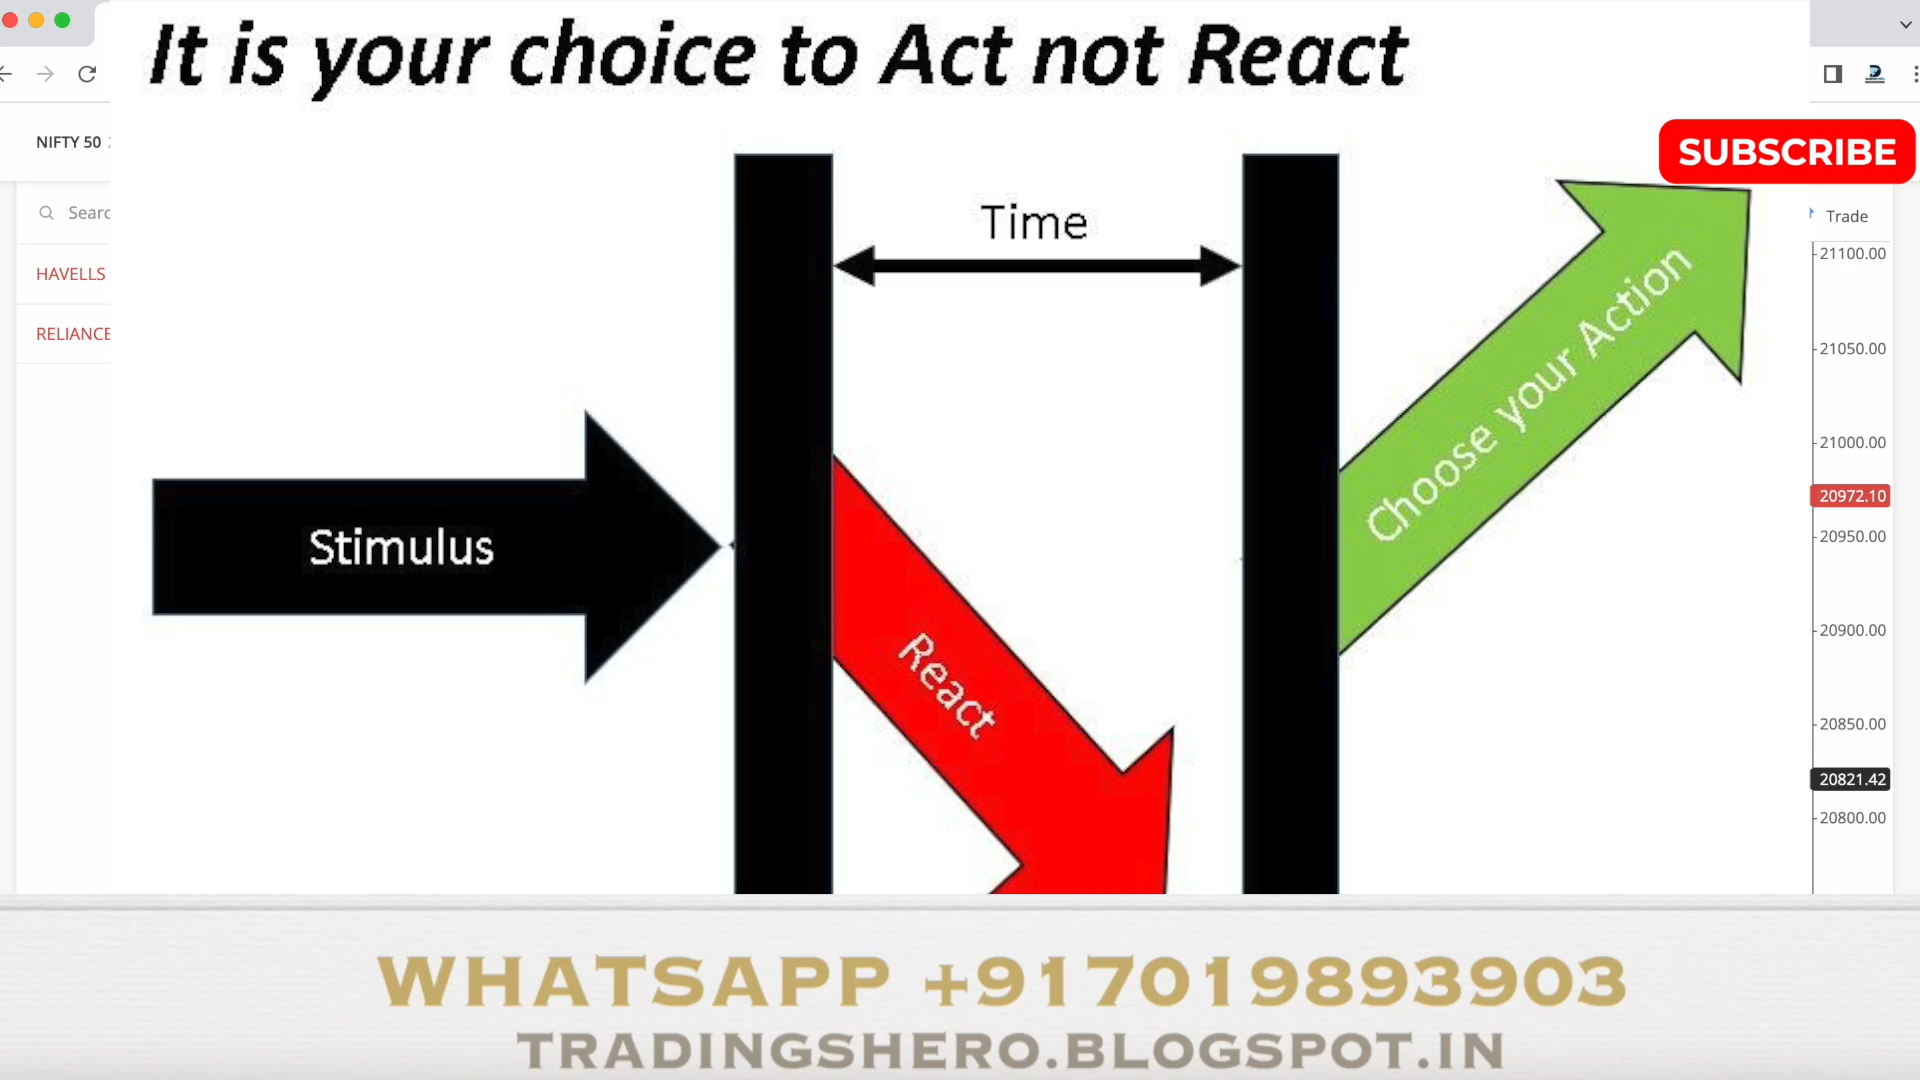 It is your choice to Act not React
NIFTY 50
SUBSCRIBE
Time
Trade
HAVELLS
RELIANCE
Stimulus
React
Choose your Action
21100.00
21050.00
21000.00
20972.10
20950.00
20900.00
20850.00
20821.42
20800.00
WHATSAPP +917019893903
TRADINGSHERO.BLOGSPOT.IN